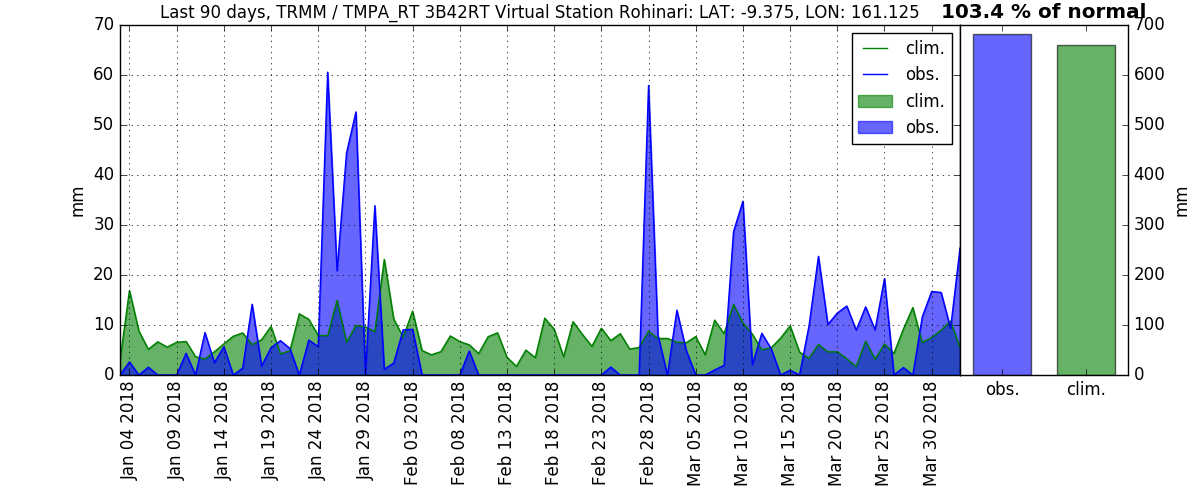 Last 90 days, TRMM / TMPA_RT 3B42RT Virtual Station Rohinari: LAT: -9.375, LON: 161.125
103.4 % of normal
70
60
50
40
30
20
10
0
mm
clim.
obs.
clim.
obs.
700
600
500
400
300
200
100
0
mm
Jan 04 2018
Jan 09 2018
Jan 14 2018
Jan 19 2018
Jan 24 2018
Jan 29 2018
Feb 03 2018
Feb 08 2018
Feb 13 2018
Feb 18 2018
Feb 23 2018
Feb 28 2018
Mar 05 2018
Mar 10 2018
Mar 15 2018
Mar 20 2018
Mar 25 2018
Mar 30 2018
obs.
clim.